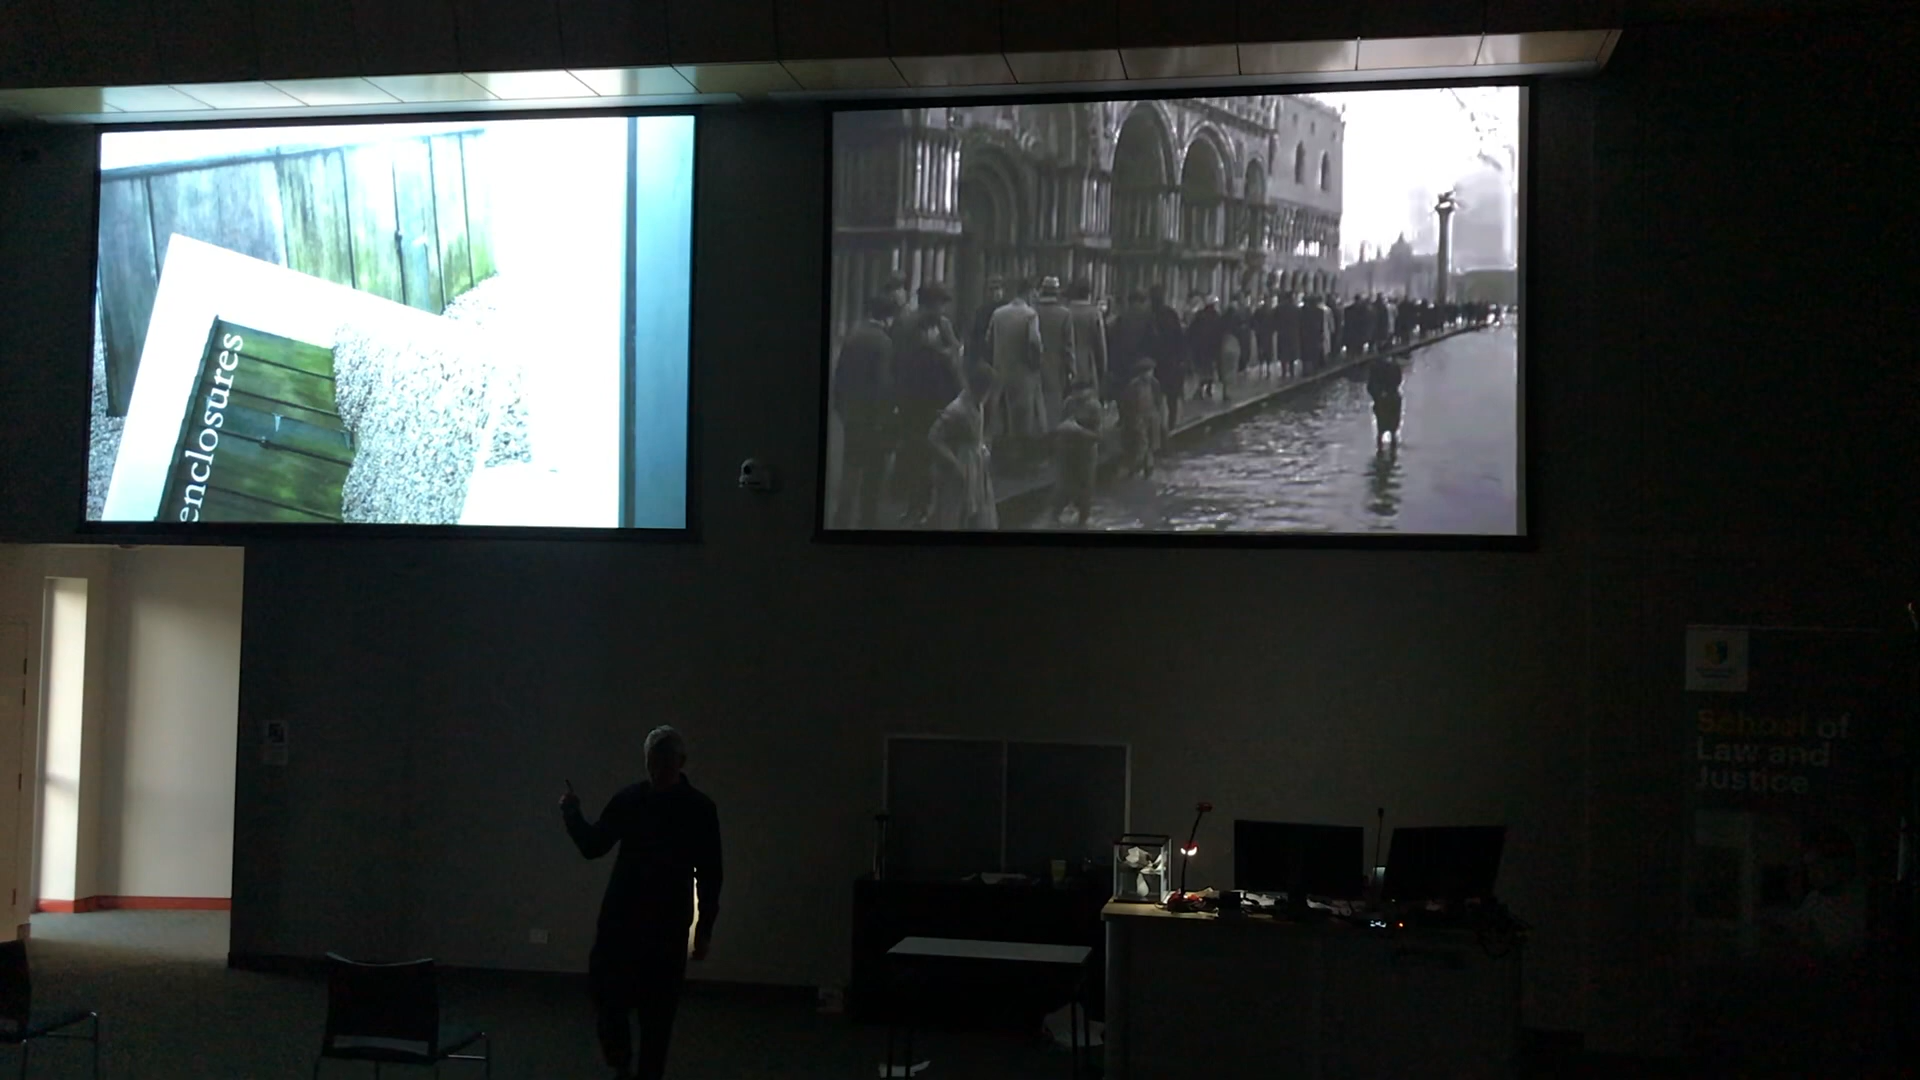 enclosures
School of
Law and
Justice